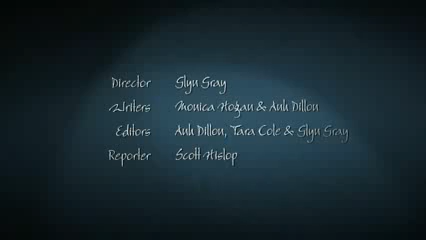 Director Glyn Gray
Writers Monica Hogan & Anh Dillon
Editors Anh Dillon, Tara Cole & Glyn Gray
Reporter Scott Hislop